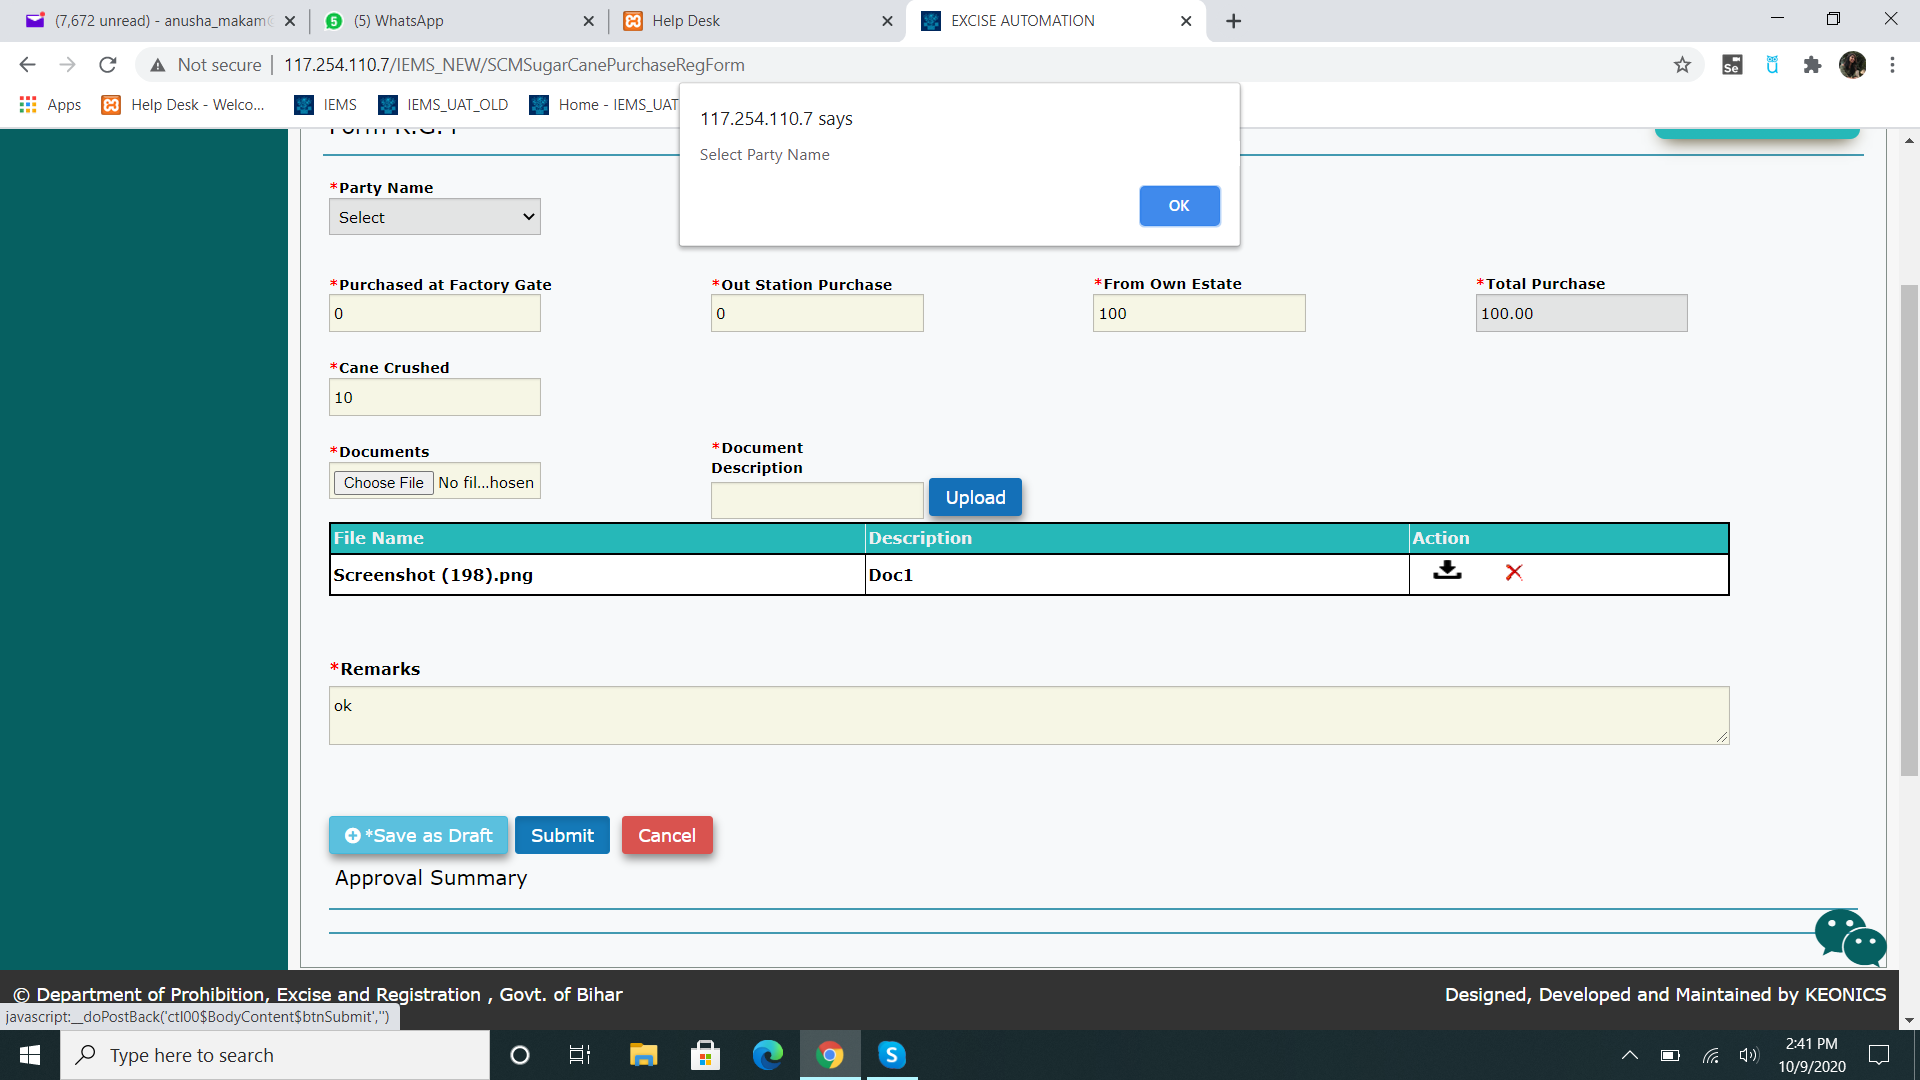 (7,672 unread) - anusha_makam@
(5) WhatsApp
Help Desk
EXCISE AUTOMATION
Not secure
117.254.110.7/IEMS_NEW/SCMSugarCanePurchaseRegForm
Apps
Help Desk - Welco...
IEMS
IEMS_UAT_OLD
Home - IEMS_UAT
117.254.110.7 says
Select Party Name
OK
*Party Name
Select
*Purchased at Factory Gate
*Out Station Purchase
*From Own Estate
*Total Purchase
0
0
100
100.00
*Cane Crushed
10
*Documents
*Document
Description
Choose File No fil...hosen
Upload
File Name Description Action
Screenshot (198).png Doc1
*Remarks
ok
*Save as Draft
Submit
Cancel
Approval Summary
© Department of Prohibition, Excise and Registration , Govt. of Bihar
Designed, Developed and Maintained by KEONICS
javascript:__doPostBack('ctl00$BodyContent$btnSubmit','')
Type here to search
2:41 PM
10/9/2020